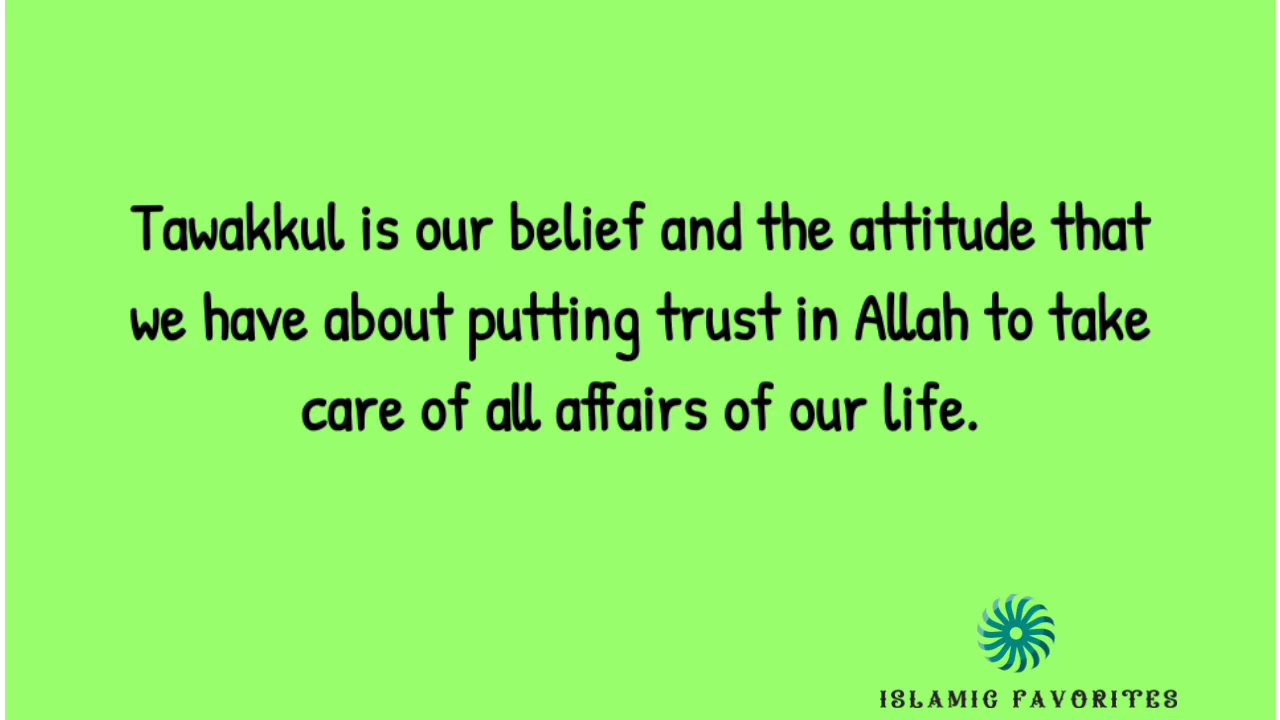 Tawakkul is our belief and the attitude that
we have about putting trust in Allah to take
care of all affairs of our life.
ISLAMIC FAVORITES